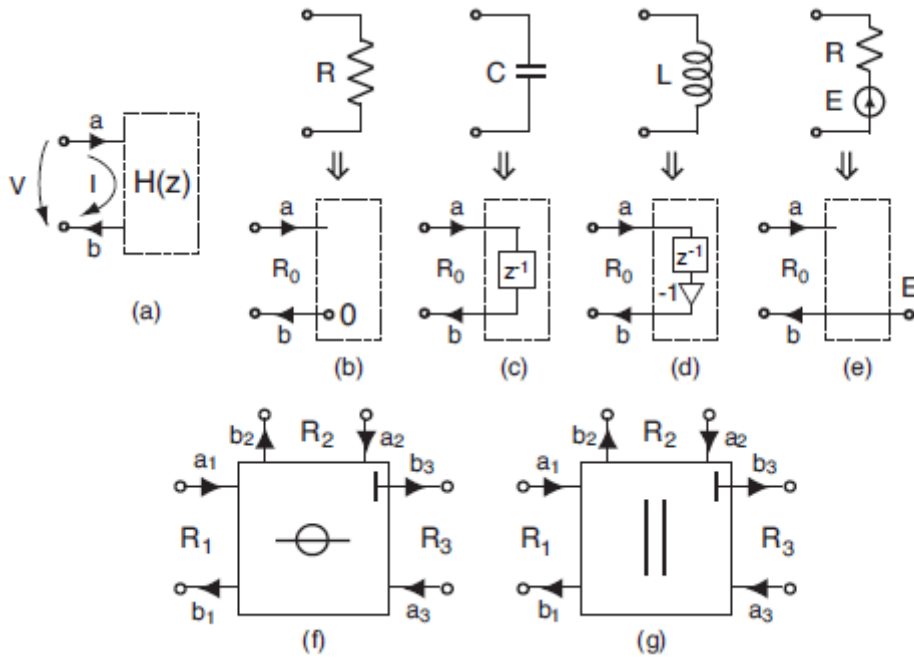 R C L R E
a
V I H(z)
b
⇓ ⇓ ⇓ ⇓
a a a a
R₀ R₀ z⁻¹ R₀ z⁻¹ -1 R₀ E
b 0 b b b
(a) (b) (c) (d) (e)
b₂ R₂ a₂ b₂ R₂ a₂
a₁ b₃ a₁ b₃
R₁ R₃ R₁ R₃
b₁ a₃ b₁ a₃
(f) (g)